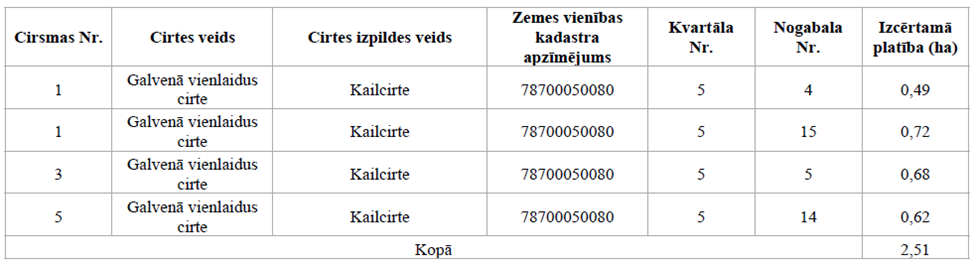 Cirsmas Nr. | Cirtes veids | Cirtes izpildes veids | Zemes vienības kadastra apzīmējums | Kvartāla Nr. | Nogabala Nr. | Izcērtamā platība (ha)
1 | Galvenā vienlaidus cirte | Kailcirte | 78700050080 | 5 | 4 | 0,49
1 | Galvenā vienlaidus cirte | Kailcirte | 78700050080 | 5 | 15 | 0,72
3 | Galvenā vienlaidus cirte | Kailcirte | 78700050080 | 5 | 5 | 0,68
5 | Galvenā vienlaidus cirte | Kailcirte | 78700050080 | 5 | 14 | 0,62
Kopā | 2,51